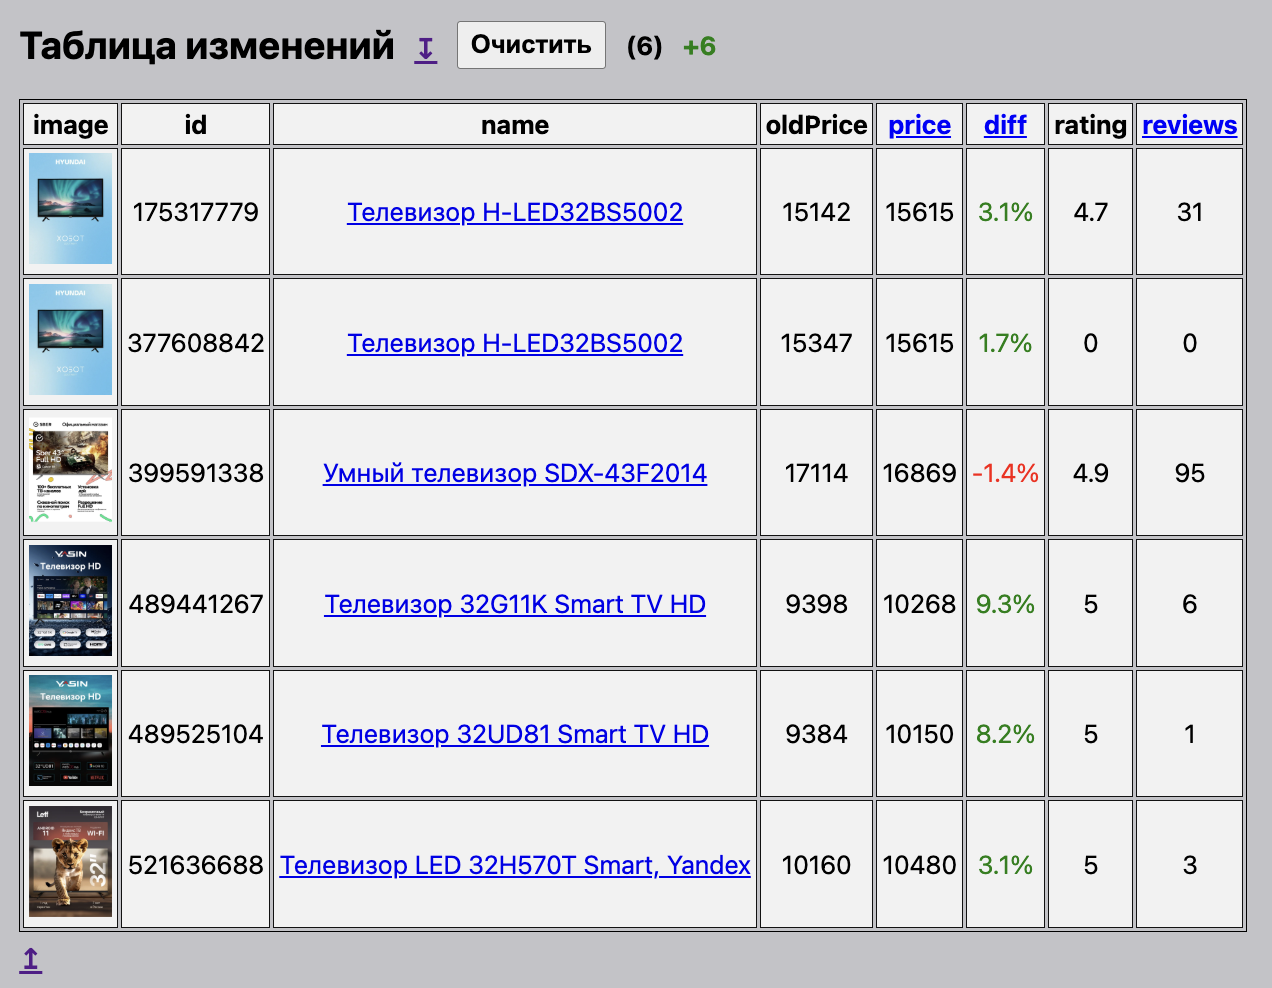 Таблица изменений ↧ Очистить (6) +6
image id name oldPrice price diff rating reviews
HYUNDAI
175317779 Телевизор H-LED32BS5002 15142 15615 3.1% 4.7 31
HYUNDAI
377608842 Телевизор H-LED32BS5002 15347 15615 1.7% 0 0
SBER Официальный магазин
Sber 43"
Full HD
399591338 Умный телевизор SDX-43F2014 17114 16869 -1.4% 4.9 95
YASIN
Телевизор HD
489441267 Телевизор 32G11K Smart TV HD 9398 10268 9.3% 5 6
YASIN
Телевизор HD
489525104 Телевизор 32UD81 Smart TV HD 9384 10150 8.2% 5 1
Leff
WI-FI
32"
521636688 Телевизор LED 32H570T Smart, Yandex 10160 10480 3.1% 5 3
↥